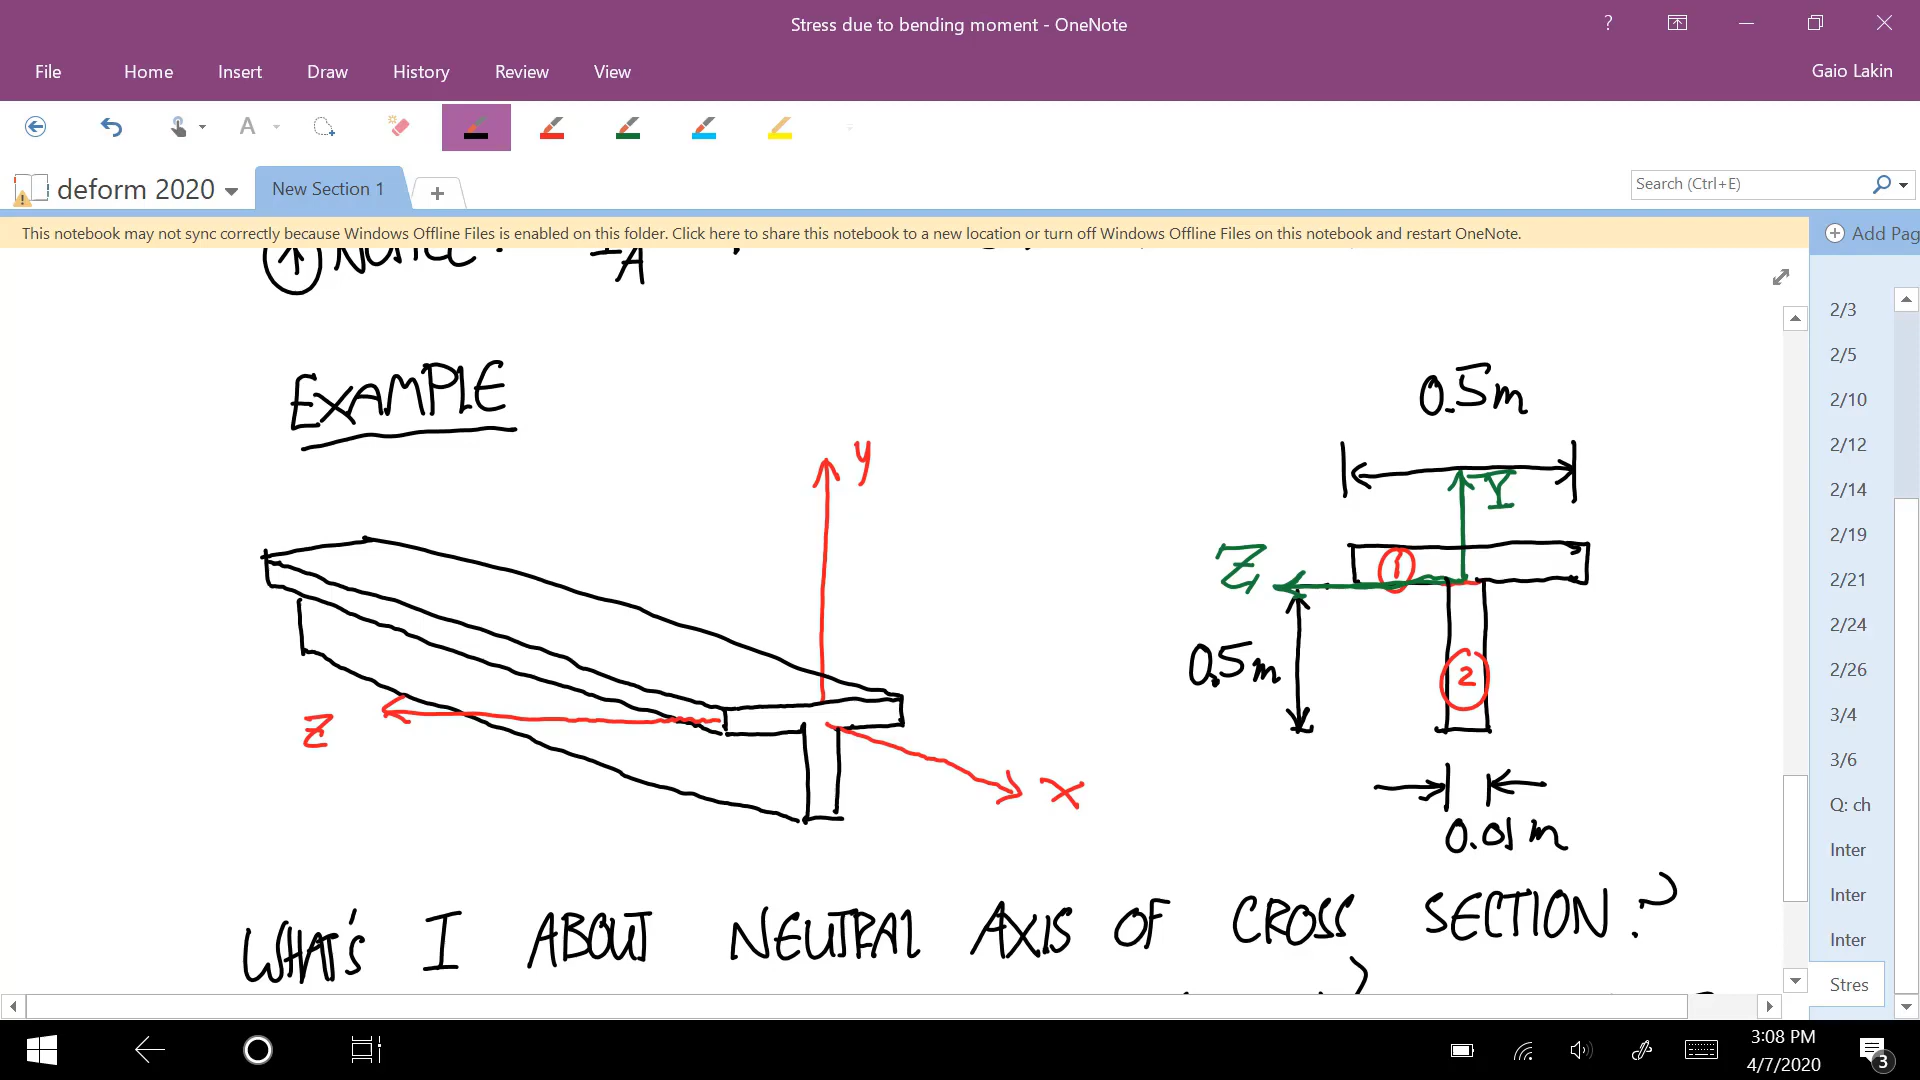 Stress due to bending moment - OneNote
?
File Home Insert Draw History Review View
Gaio Lakin
A
deform 2020
New Section 1
+
Search (Ctrl+E)
This notebook may not sync correctly because Windows Offline Files is enabled on this folder. Click here to share this notebook to a new location or turn off Windows Offline Files on this notebook and restart OneNote.
Add Pag
A
EXAMPLE
y
z
x
0.5m
Y
Z
1
0.5m
2
0.01m
WHAT'S I ABOUT NEUTRAL AXIS OF CROSS SECTION?
2/3
2/5
2/10
2/12
2/14
2/19
2/21
2/24
2/26
3/4
3/6
Q: ch
Inter
Inter
Inter
Stres
3:08 PM
4/7/2020
3